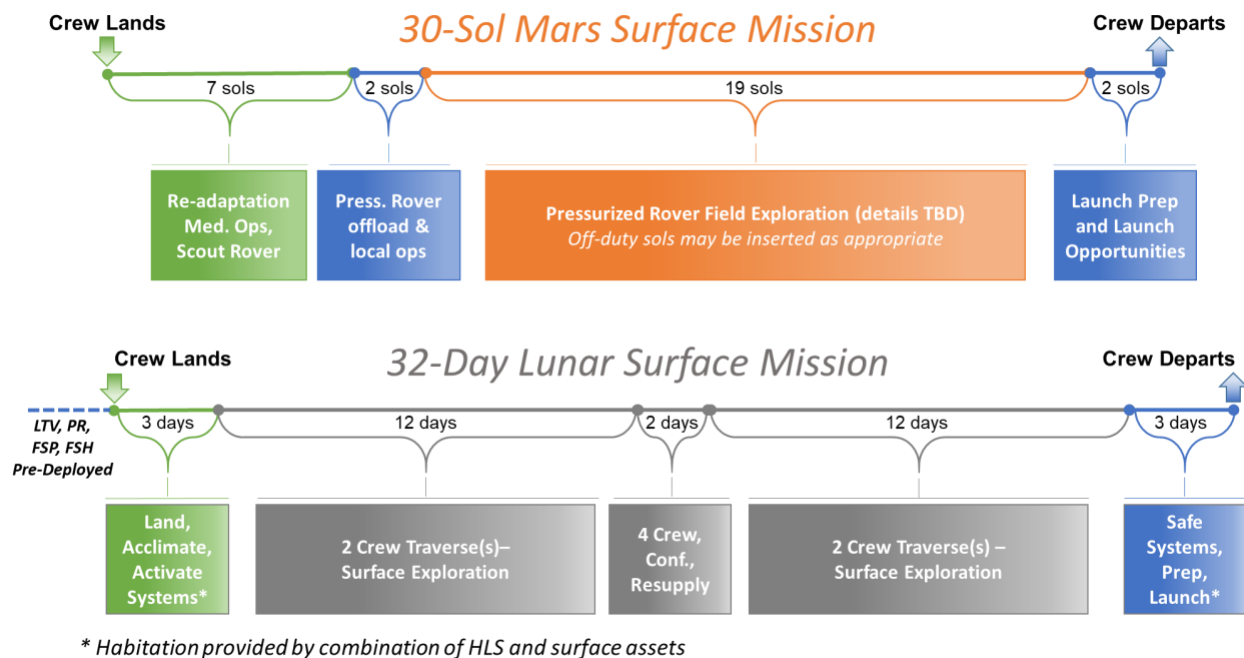 30-Sol Mars Surface Mission
Crew Lands
Crew Departs
7 sols
2 sols
19 sols
2 sols
Re-adaptation
Med. Ops,
Scout Rover
Press. Rover
offload &
local ops
Pressurized Rover Field Exploration (details TBD)
Off-duty sols may be inserted as appropriate
Launch Prep
and Launch
Opportunities
32-Day Lunar Surface Mission
Crew Lands
Crew Departs
LTV, PR,
FSP, FSH
Pre-Deployed
3 days
12 days
2 days
12 days
3 days
Land,
Acclimate,
Activate
Systems*
2 Crew Traverse(s)–
Surface Exploration
4 Crew,
Conf.,
Resupply
2 Crew Traverse(s) –
Surface Exploration
Safe
Systems,
Prep,
Launch*
* Habitation provided by combination of HLS and surface assets